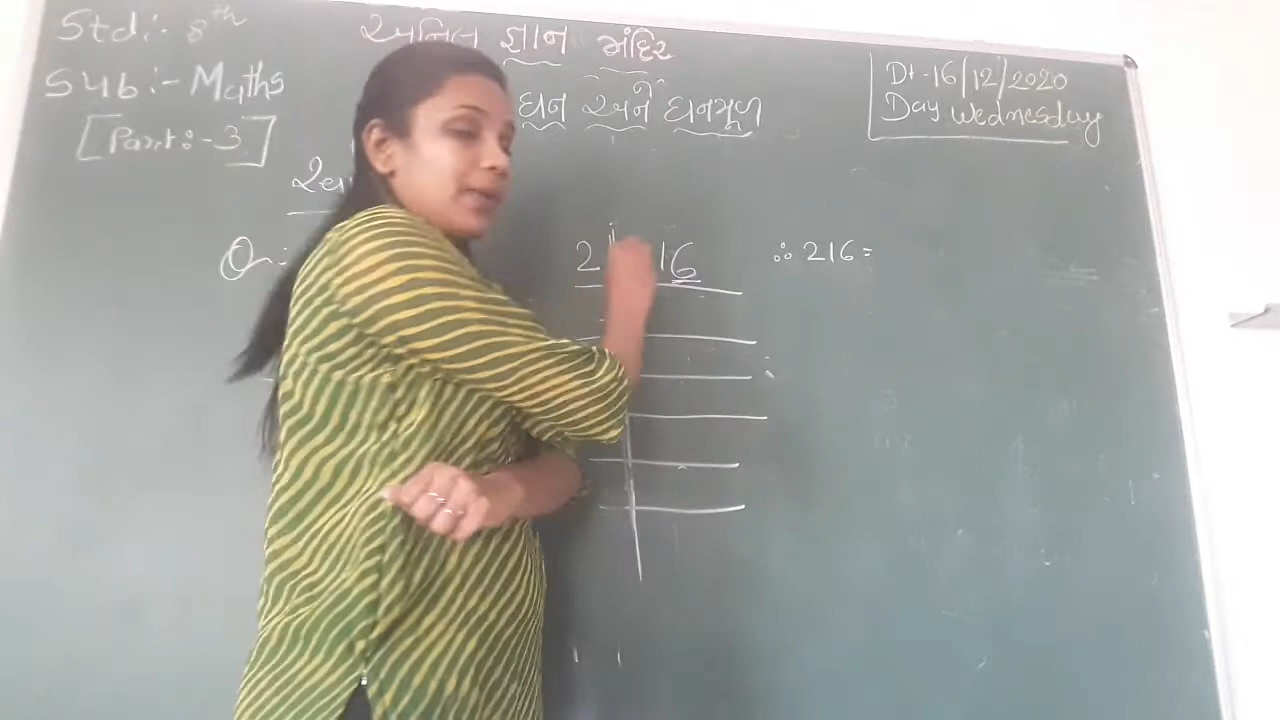 Std:- 8th
અનિલ જ્ઞાન મંદિર
Sub:- Maths
ઘન અને ઘનમૂળ
[Part:-3]
Dt-16/12/2020
Day Wednesday
2 16
∴ 216=